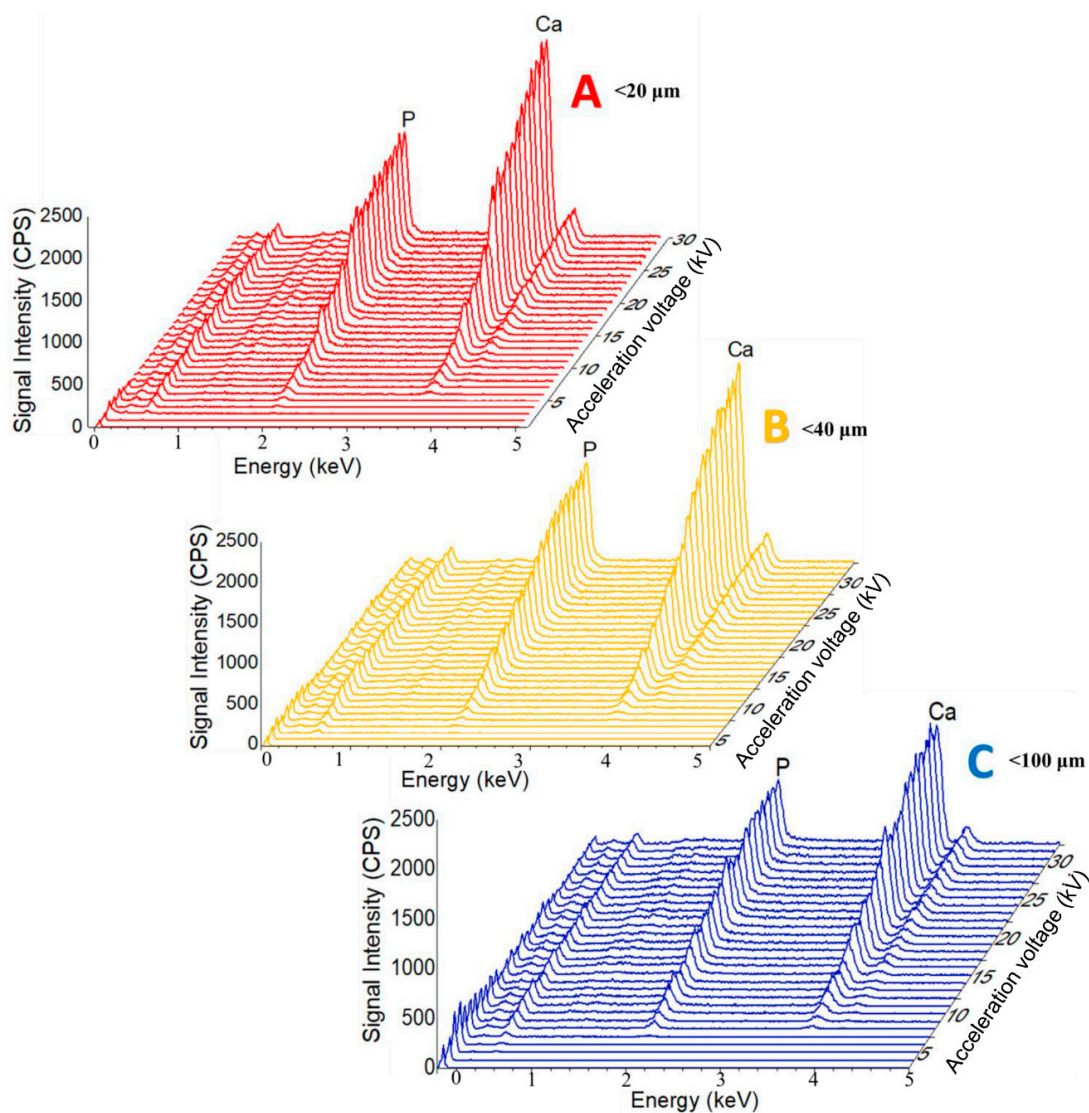 Ca
A <20 µm
P
2500
2000
1500
1000
500
0
Signal Intensity (CPS)
0 1 2 3 4 5
Energy (keV)
5 10 15 20 25 30
Acceleration voltage (kV)
Ca
B <40 µm
P
2500
2000
1500
1000
500
0
Signal Intensity (CPS)
0 1 2 3 4 5
Energy (keV)
5 10 15 20 25 30
Acceleration voltage (kV)
Ca
C <100 µm
P
2500
2000
1500
1000
500
0
Signal Intensity (CPS)
0 1 2 3 4 5
Energy (keV)
5 10 15 20 25 30
Acceleration voltage (kV)